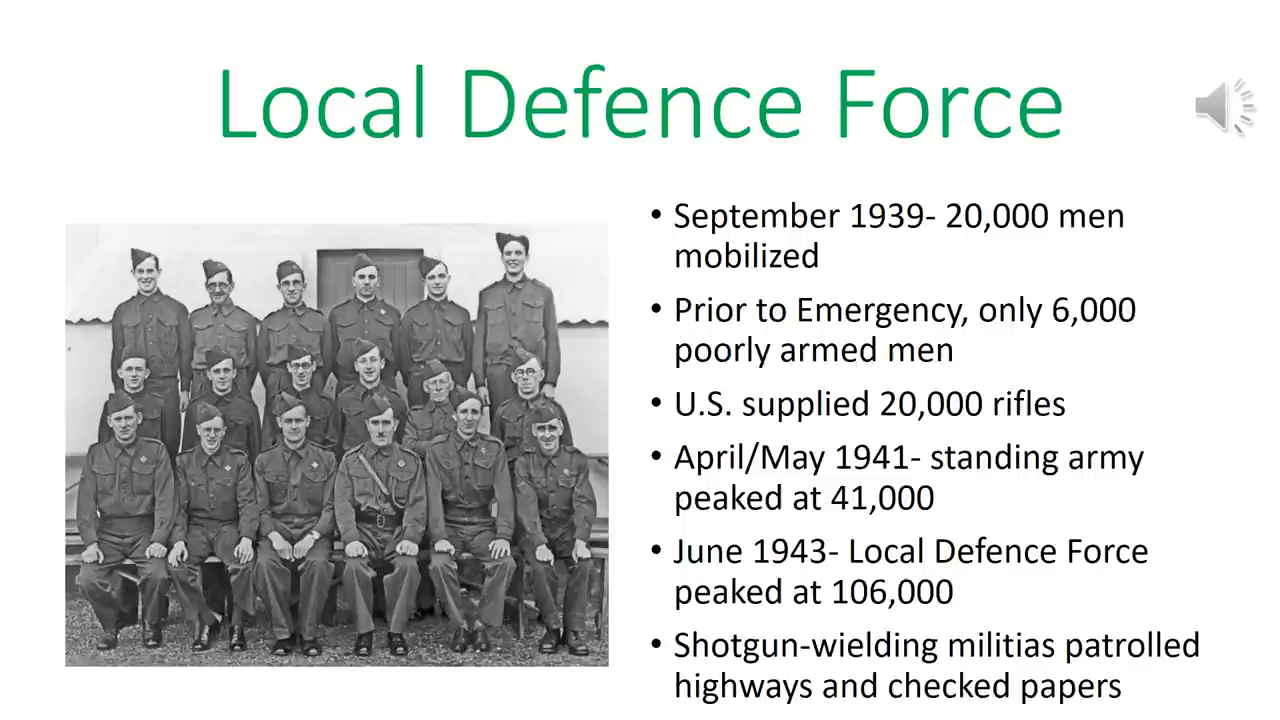 Local Defence Force
• September 1939- 20,000 men
mobilized
• Prior to Emergency, only 6,000
poorly armed men
• U.S. supplied 20,000 rifles
• April/May 1941- standing army
peaked at 41,000
• June 1943- Local Defence Force
peaked at 106,000
• Shotgun-wielding militias patrolled
highways and checked papers